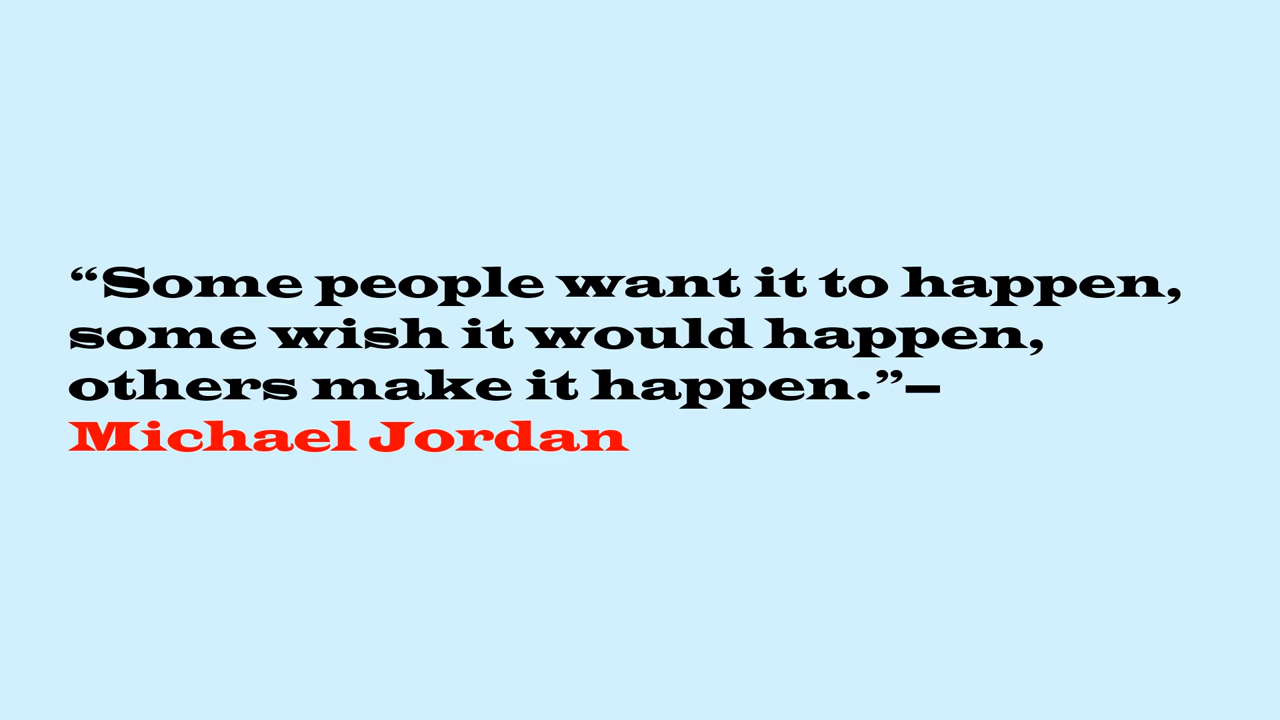 “Some people want it to happen,
some wish it would happen,
others make it happen.”–
Michael Jordan